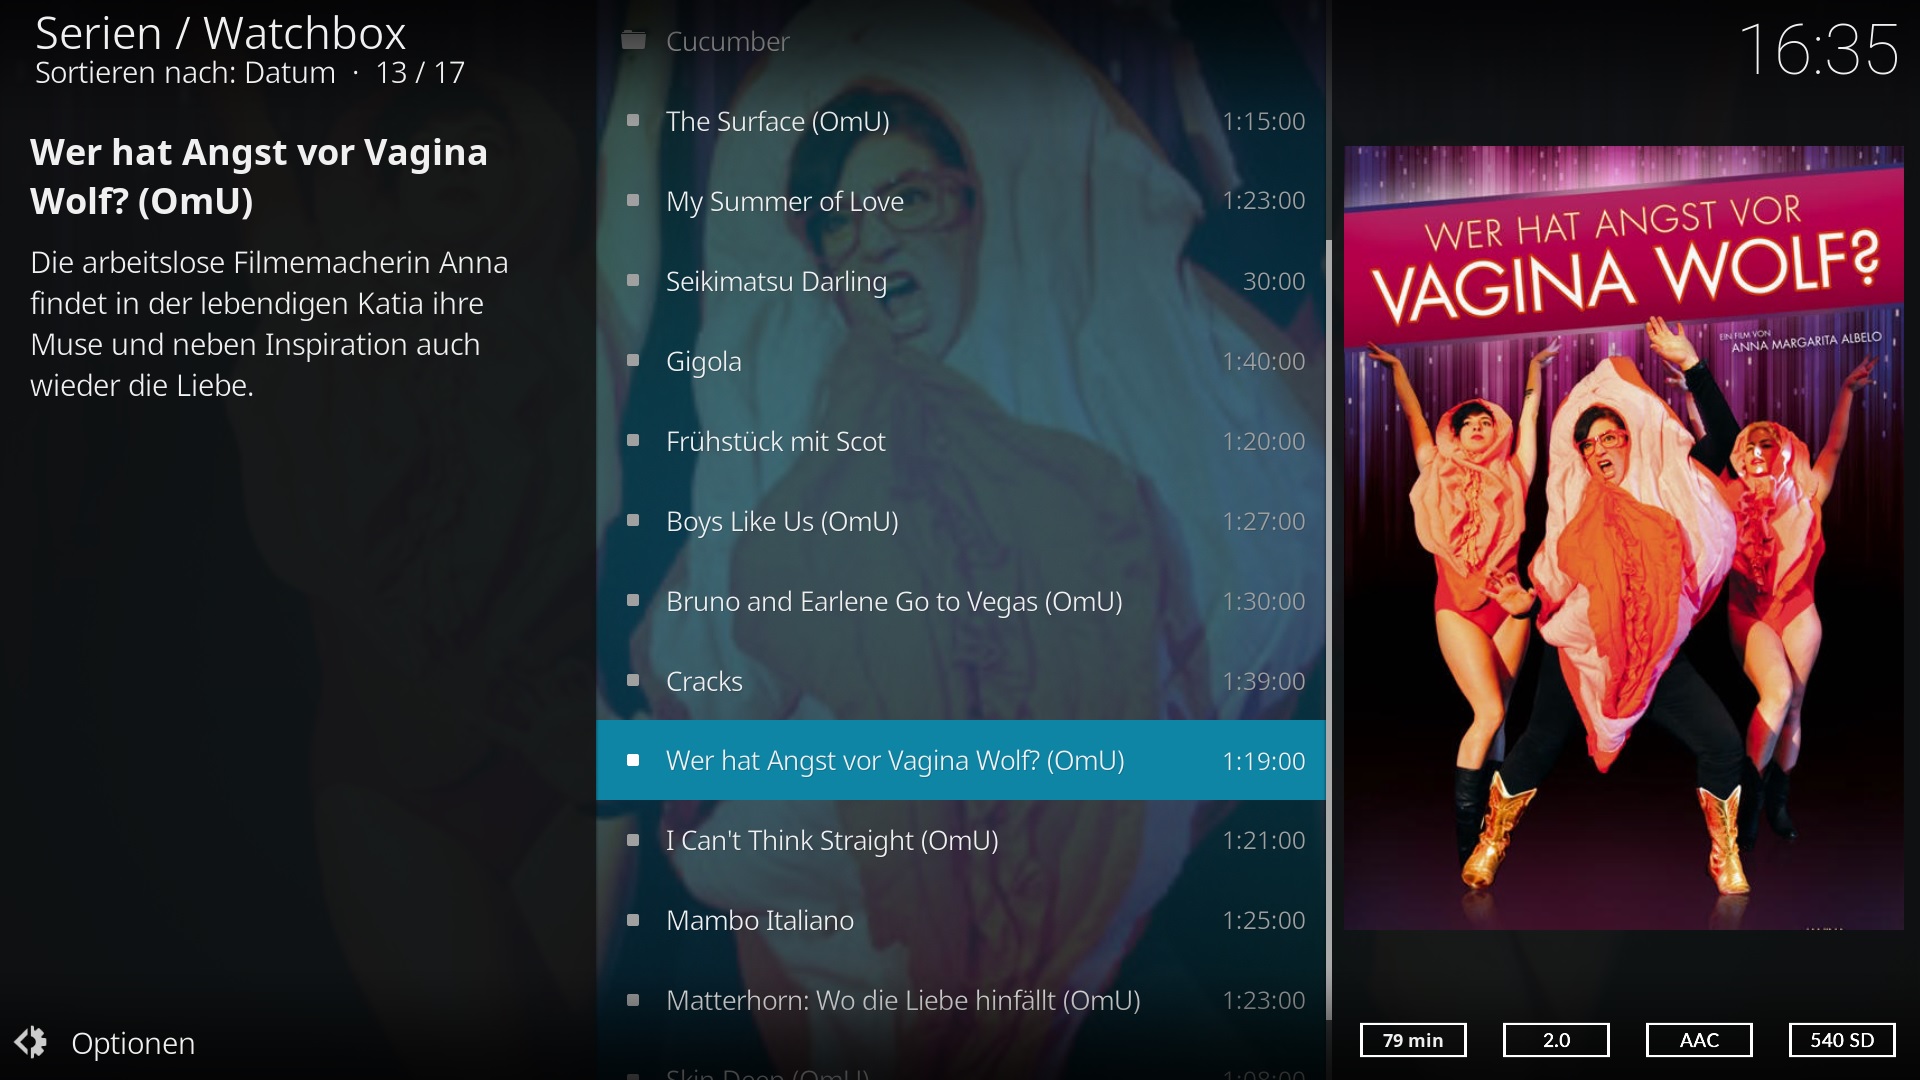 Serien / Watchbox
Sortieren nach: Datum · 13 / 17
16:35
Wer hat Angst vor Vagina
Wolf? (OmU)
Die arbeitslose Filmemacherin Anna
findet in der lebendigen Katia ihre
Muse und neben Inspiration auch
wieder die Liebe.
Cucumber
The Surface (OmU) 1:15:00
My Summer of Love 1:23:00
Seikimatsu Darling 30:00
Gigola 1:40:00
Frühstück mit Scot 1:20:00
Boys Like Us (OmU) 1:27:00
Bruno and Earlene Go to Vegas (OmU) 1:30:00
Cracks 1:39:00
Wer hat Angst vor Vagina Wolf? (OmU) 1:19:00
I Can't Think Straight (OmU) 1:21:00
Mambo Italiano 1:25:00
Matterhorn: Wo die Liebe hinfällt (OmU) 1:23:00
Skin Deep (OmU) 1:08:00
WER HAT ANGST VOR
VAGINA WOLF?
EIN FILM VON
ANNA MARGARITA ALBELO
Optionen
79 min
2.0
AAC
540 SD